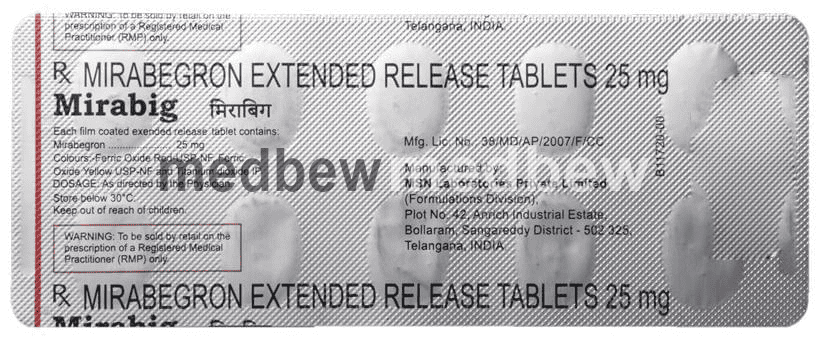 WARNING: To be sold by retail on the
prescription of a Registered Medical
Practitioner (RMP) only.
Telangana, INDIA
Rx MIRABEGRON EXTENDED RELEASE TABLETS 25 mg
Mirabig मिराबिग
Each film coated exended release tablet contains:
Mirabegron ..................... 25 mg
Colours:-Ferric Oxide Red-USP-NF, Ferric
Oxide Yellow USP-NF and Titanium dioxide IP
DOSAGE: As directed by the Physician
Store below 30°C.
Keep out of reach of children.
WARNING: To be sold by retail on the
prescription of a Registered Medical
Practitioner (RMP) only.
Mfg. Lic. No.: 38/MD/AP/2007/F/CC
Manufactured by:
MSN Laboratories Private Limited
(Formulations Division),
Plot No. 42, Anrich Industrial Estate,
Bollaram, Sangareddy District - 502 325,
Telangana, INDIA
medbew medbew
Rx MIRABEGRON EXTENDED RELEASE TABLETS 25 mg
Mirabig मिराबिग